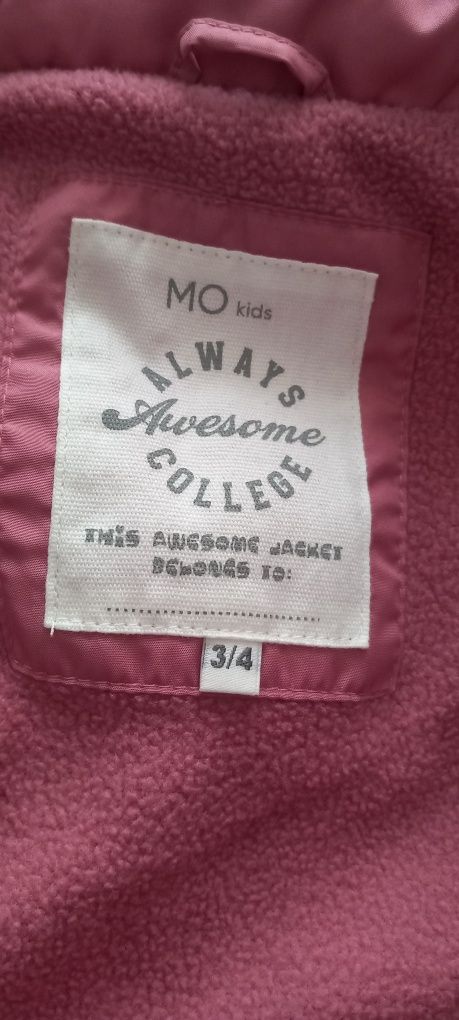 MO kids
ALWAYS
Awesome
COLLEGE
THIS AWESOME JACKET
BELONGS TO:
3/4